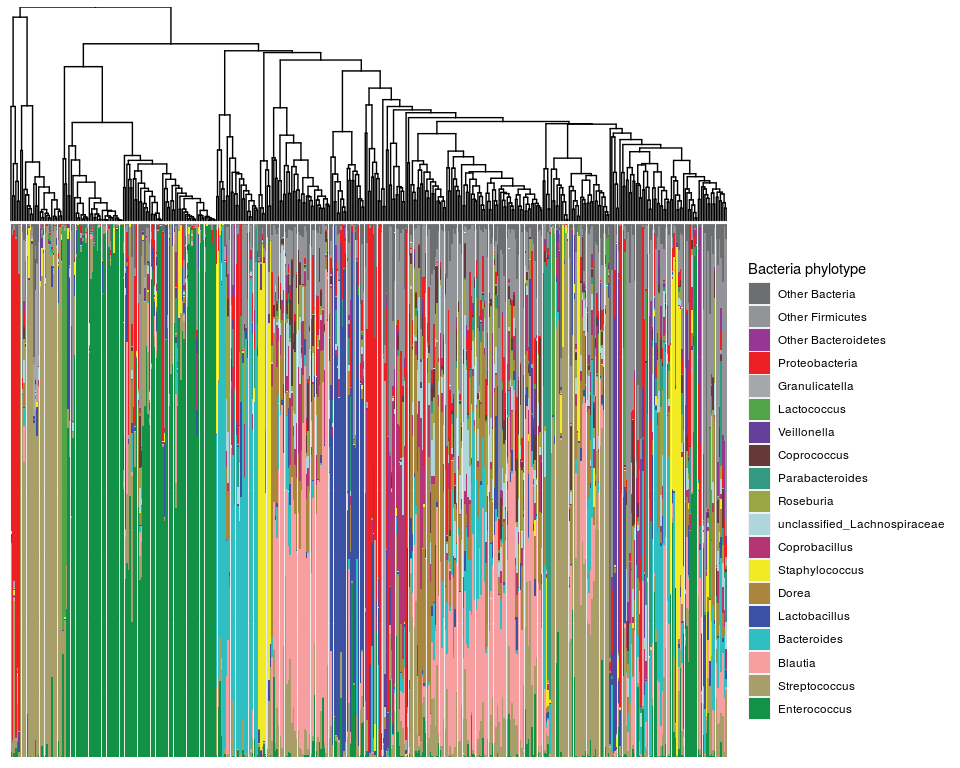 Bacteria phylotype
Other Bacteria
Other Firmicutes
Other Bacteroidetes
Proteobacteria
Granulicatella
Lactococcus
Veillonella
Coprococcus
Parabacteroides
Roseburia
unclassified_Lachnospiraceae
Coprobacillus
Staphylococcus
Dorea
Lactobacillus
Bacteroides
Blautia
Streptococcus
Enterococcus